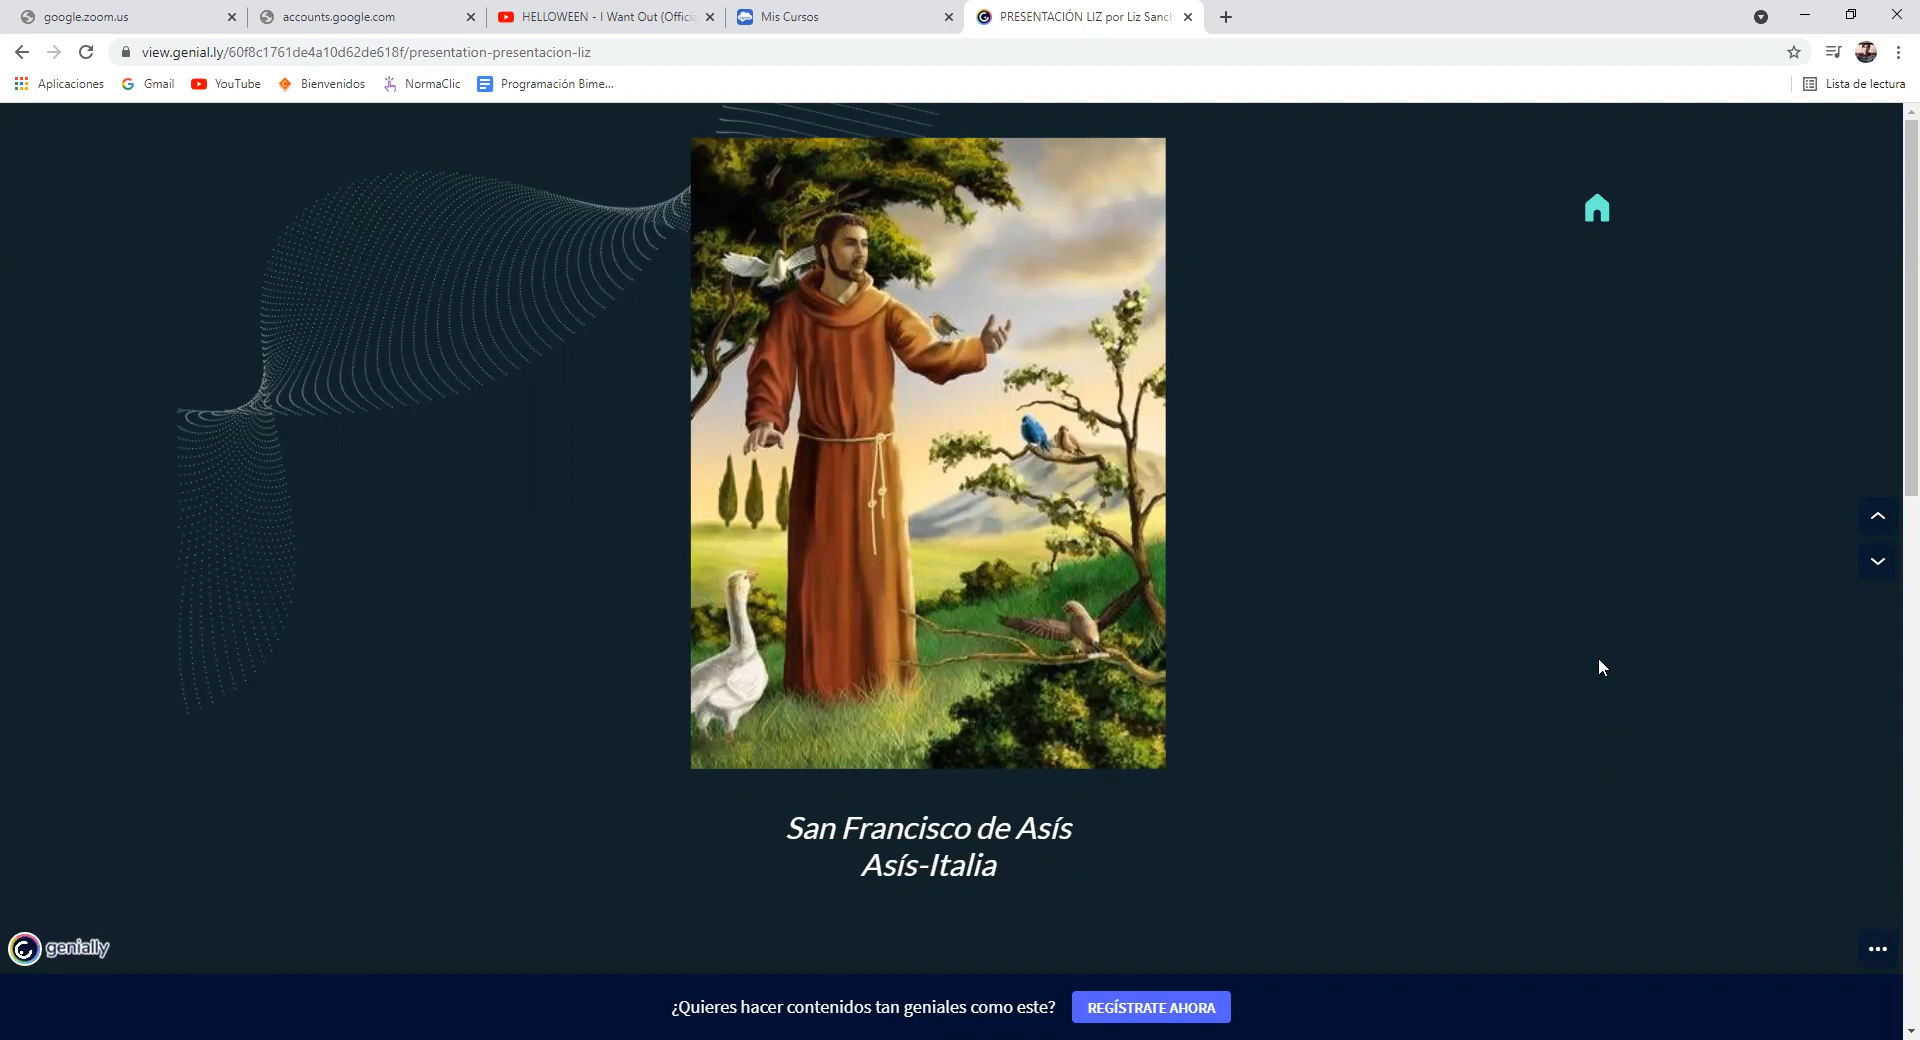 google.zoom.us
accounts.google.com
HELLOWEEN - I Want Out (Offici
Mis Cursos
PRESENTACIÓN LIZ por Liz Sanch
view.genial.ly/60f8c1761de4a10d62de618f/presentation-presentacion-liz
Aplicaciones
Gmail
YouTube
Bienvenidos
NormaClic
Programación Bime...
Lista de lectura
San Francisco de Asís
Asís-Italia
genially
¿Quieres hacer contenidos tan geniales como este?
REGÍSTRATE AHORA